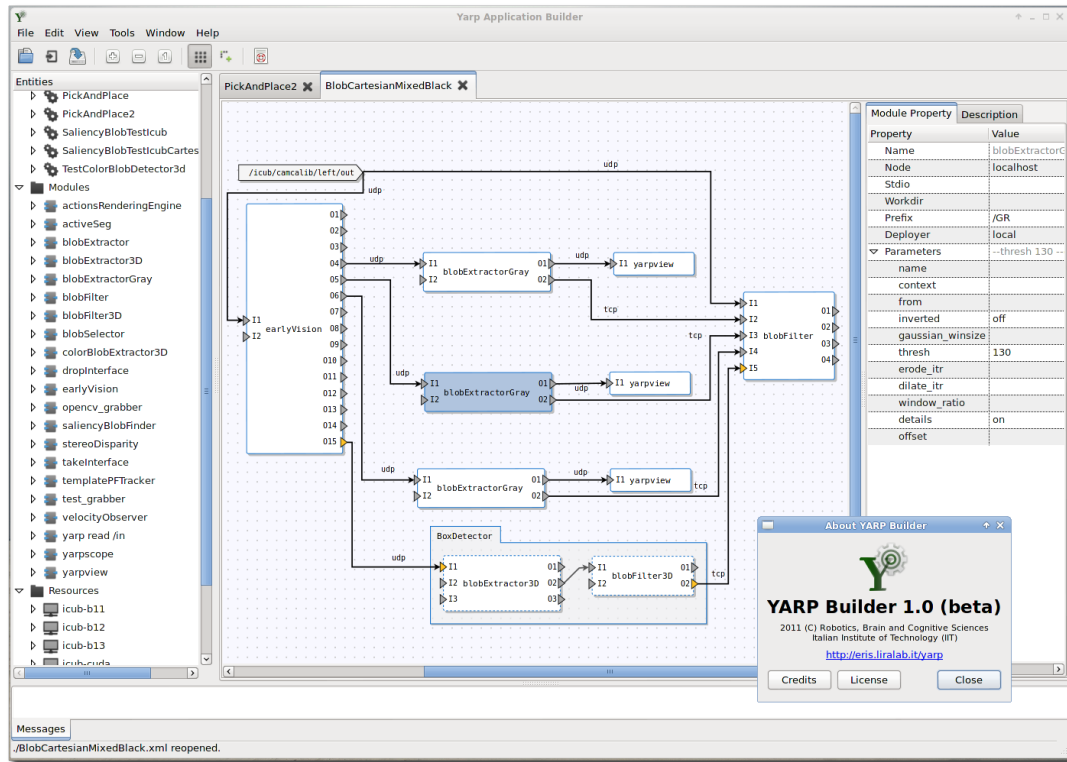 Yarp Application Builder
File Edit View Tools Window Help
Entities
PickAndPlace
PickAndPlace2
SaliencyBlobTestIcub
SaliencyBlobTestIcubCartes
TestColorBlobDetector3d
Modules
actionsRenderingEngine
activeSeg
blobExtractor
blobExtractor3D
blobExtractorGray
blobFilter
blobFilter3D
blobSelector
colorBlobExtractor3D
dropInterface
earlyVision
opencv_grabber
saliencyBlobFinder
stereoDisparity
takeInterface
templatePFTracker
test_grabber
velocityObserver
yarp read /in
yarpscope
yarpview
Resources
icub-b11
icub-b12
icub-b13
icub-cuda
PickAndPlace2
BlobCartesianMixedBlack
/icub/camcalib/left/out
udp
udp
earlyVision
I1
I2
O1
O2
O3
O4
O5
O6
O7
O8
O9
O10
O11
O12
O13
O14
O15
udp
I1
I2
blobExtractorGray
O1
O2
udp
I1 yarpview
tcp
udp
I1
I2
blobExtractorGray
O1
O2
udp
I1 yarpview
tcp
udp
I1
I2
blobExtractorGray
O1
O2
udp
I1 yarpview
tcp
I1
I2
I3
I4
I5
blobFilter
O1
O2
O3
O4
BoxDetector
udp
I1
I2
I3
blobExtractor3D
O1
O2
O3
I1
I2
blobFilter3D
O1
O2
tcp
Module Property
Description
Property Value
Name blobExtractorG
Node localhost
Stdio
Workdir
Prefix /GR
Deployer local
Parameters --thresh 130 --
name
context
from
inverted off
gaussian_winsize
thresh 130
erode_itr
dilate_itr
window_ratio
details on
offset
About YARP Builder
YARP
YARP Builder 1.0 (beta)
2011 (C) Robotics, Brain and Cognitive Sciences
Italian Institute of Technology (IIT)
http://eris.liralab.it/yarp
Credits License Close
Messages
./BlobCartesianMixedBlack.xml reopened.